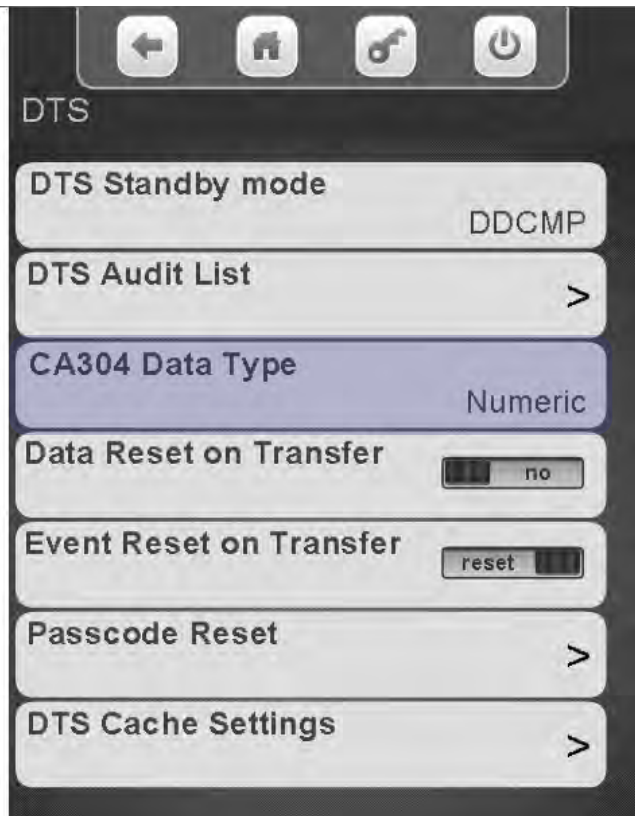 DTS
DTS Standby mode
DDCMP
DTS Audit List
>
CA304 Data Type
Numeric
Data Reset on Transfer
no
Event Reset on Transfer
reset
Passcode Reset
>
DTS Cache Settings
>